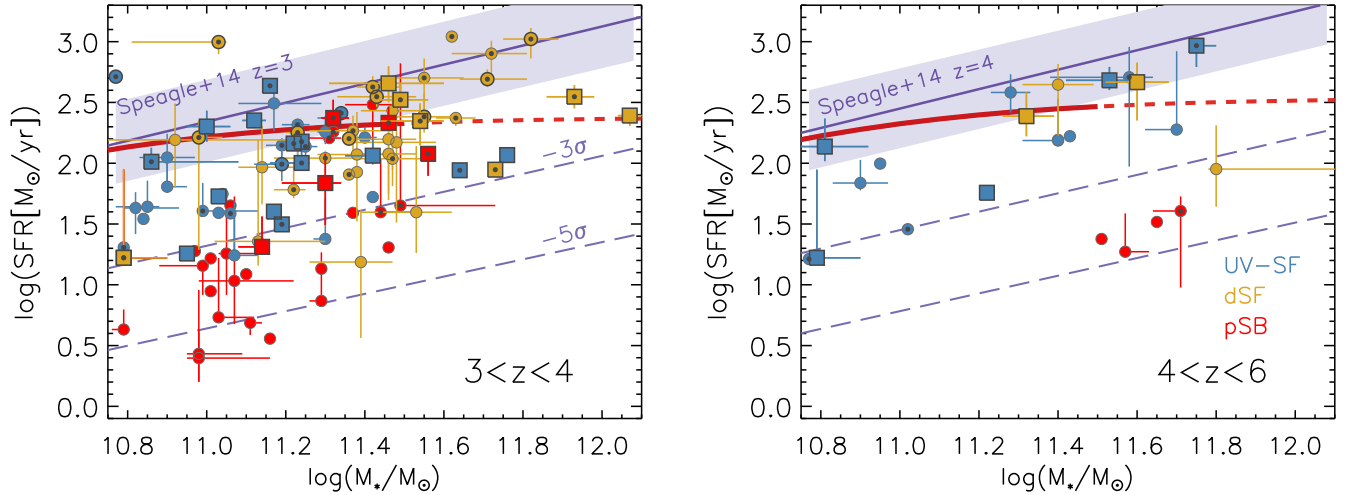 3.0
2.5
2.0
1.5
1.0
0.5
0.0
log(SFR[M⊙/yr])
Speagle+14 z=3
−3σ
−5σ
3<z<4
10.8 11.0 11.2 11.4 11.6 11.8 12.0
log(M*/M⊙)
3.0
2.5
2.0
1.5
1.0
0.5
0.0
log(SFR[M⊙/yr])
Speagle+14 z=4
UV−SF
dSF
pSB
4<z<6
10.8 11.0 11.2 11.4 11.6 11.8 12.0
log(M*/M⊙)